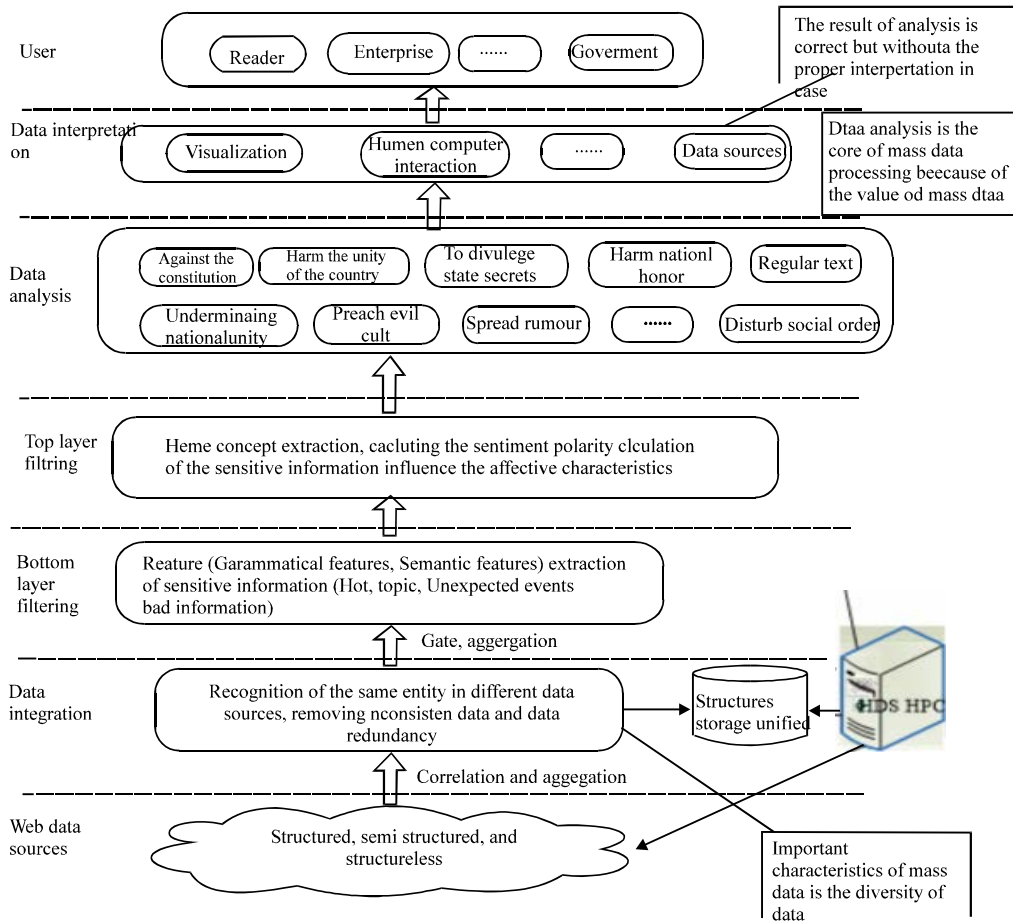 User
Reader
Enterprise
······
Goverment
The result of analysis is
correct but withouta the
proper interpertation in
case
Data interpretati
on
Visualization
Humen computer
interaction
······
Data sources
Dtaa analysis is the
core of mass data
processing beecause of
the value od mass dtaa
Data
analysis
Against the
constitution
Harm the unity
of the country
To divulege
state secrets
Harm nationl
honor
Regular text
Underminaing
nationalunity
Preach evil
cult
Spread rumour
······
Disturb social order
Top layer
filtring
Heme concept extraction, cacluting the sentiment polarity clculation
of the sensitive information influence the affective characteristics
Bottom
layer
filtering
Reature (Garammatical features, Semantic features) extraction
of sensitive information (Hot, topic, Unexpected events
bad information)
Gate, aggergation
Data
integration
Recognition of the same entity in different data
sources, removing nconsisten data and data
redundancy
Structures
storage unified
HDS HPC
Correlation and aggegation
Web data
sources
Structured, semi structured, and
structureless
Important
characteristics of mass
data is the diversity of
data